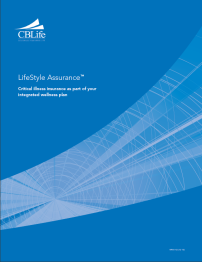 CBLife
LifeStyle Assurance™
Critical illness insurance as part of your
integrated wellness plan